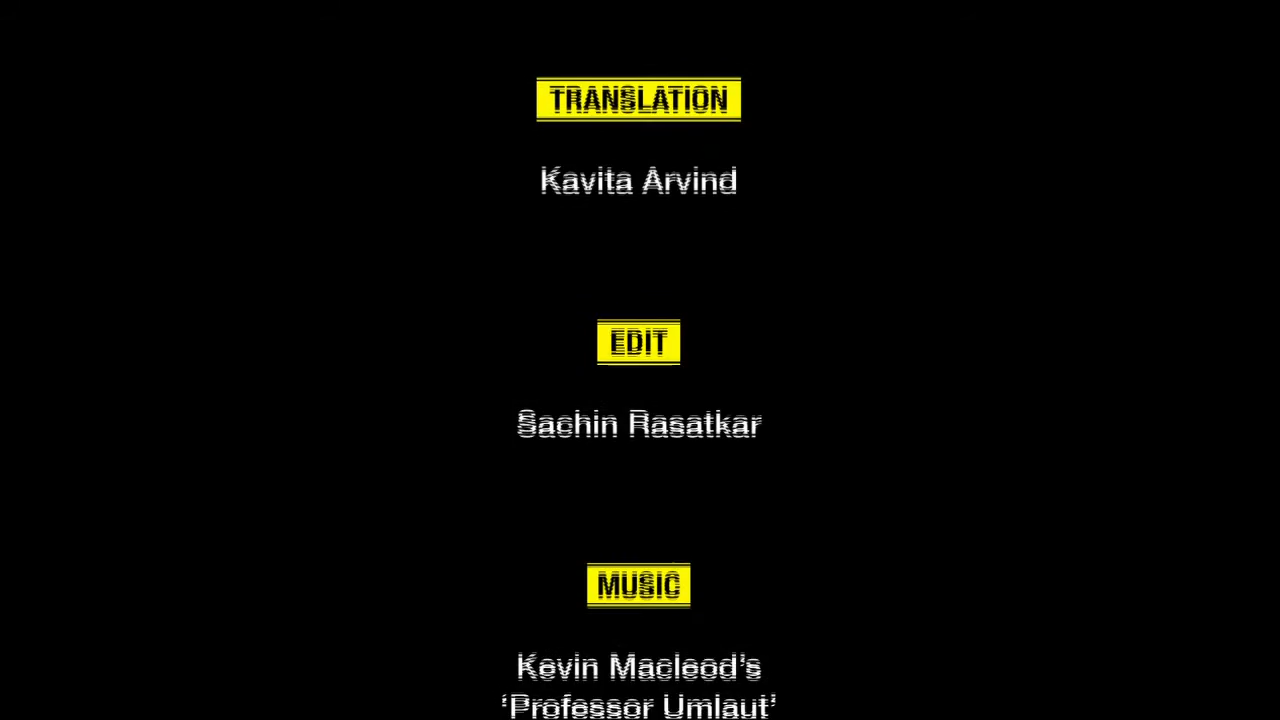 TRANSLATION
Kavita Arvind
EDIT
Sachin Rasatkar
MUSIC
Kevin Macleod's
‘Professor Umlaut’